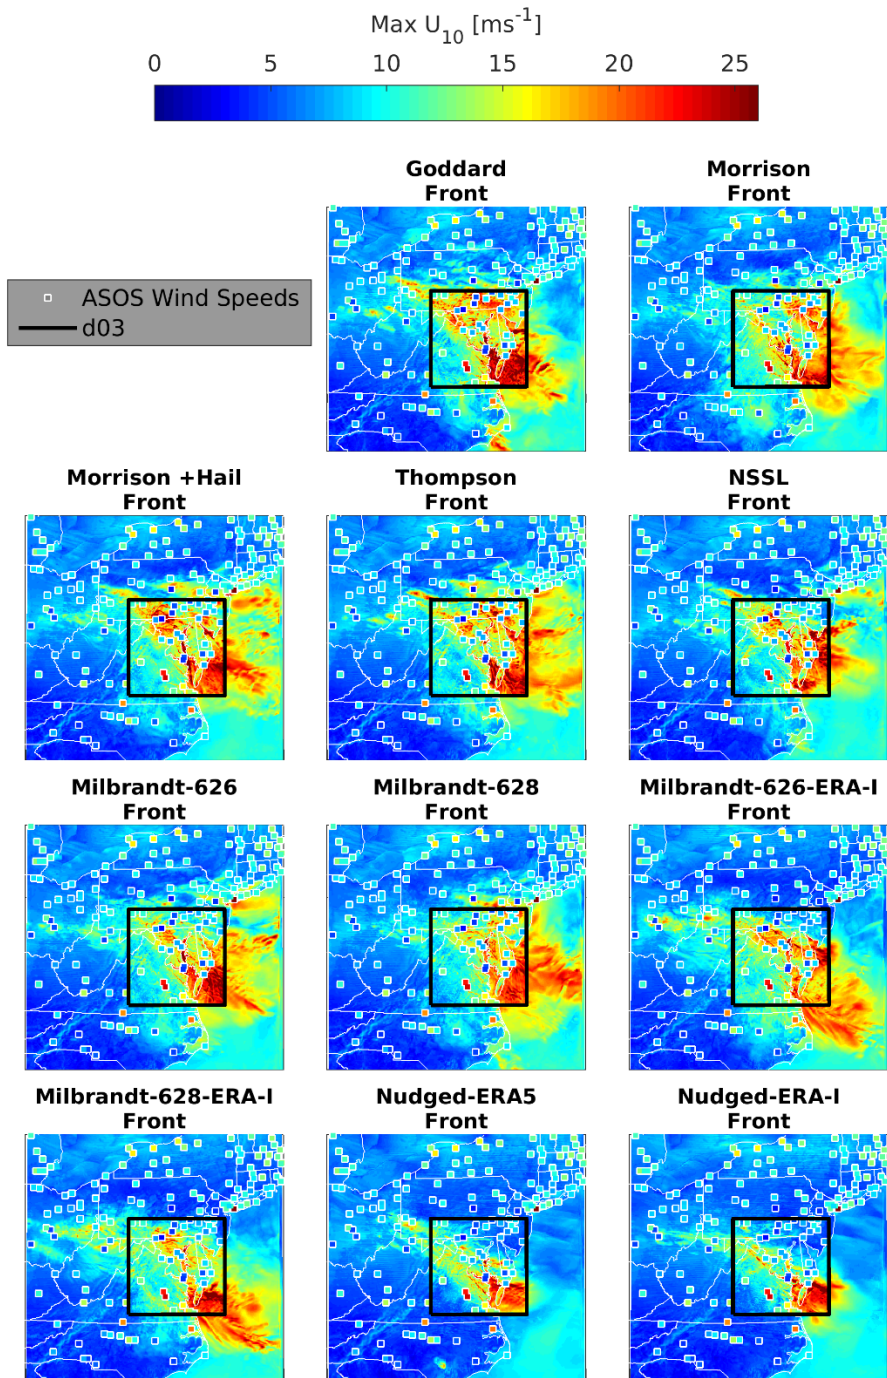 Max U10 [ms-1]
0 5 10 15 20 25
Goddard
Front
Morrison
Front
ASOS Wind Speeds
d03
Morrison +Hail
Front
Thompson
Front
NSSL
Front
Milbrandt-626
Front
Milbrandt-628
Front
Milbrandt-626-ERA-I
Front
Milbrandt-628-ERA-I
Front
Nudged-ERA5
Front
Nudged-ERA-I
Front